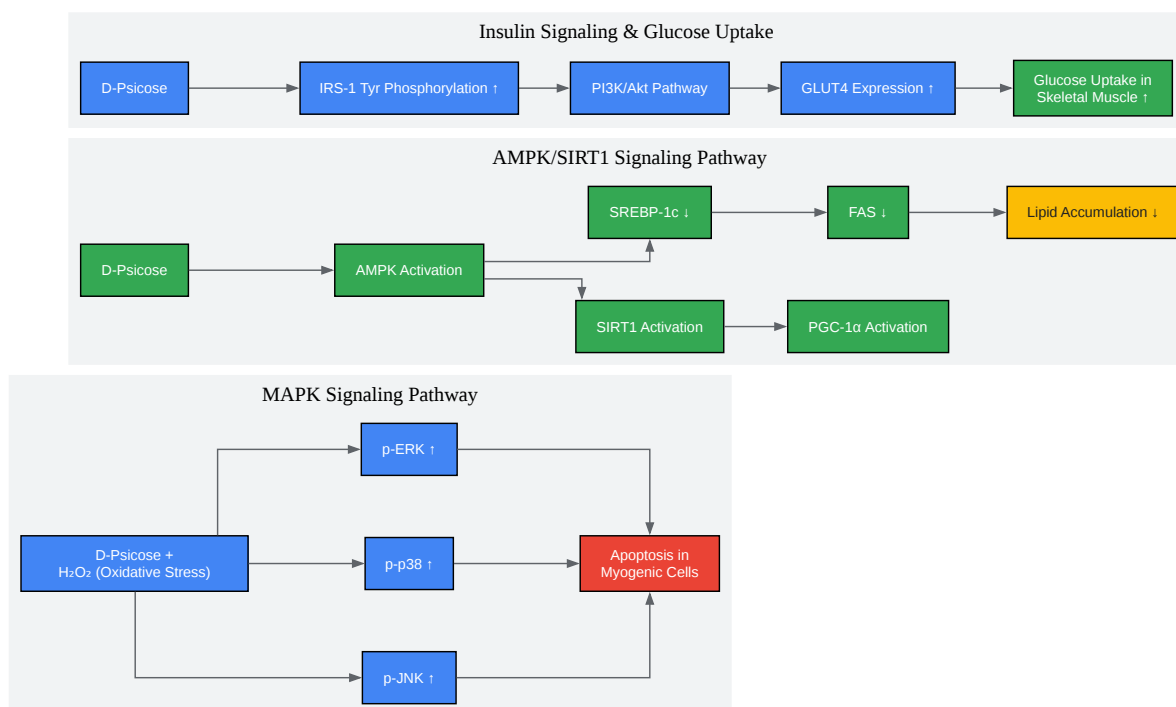 Insulin Signaling & Glucose Uptake
D-Psicose
IRS-1 Tyr Phosphorylation ↑
PI3K/Akt Pathway
GLUT4 Expression ↑
Glucose Uptake in
Skeletal Muscle ↑
AMPK/SIRT1 Signaling Pathway
SREBP-1c ↓
FAS ↓
Lipid Accumulation ↓
D-Psicose
AMPK Activation
SIRT1 Activation
PGC-1α Activation
MAPK Signaling Pathway
p-ERK ↑
D-Psicose +
H₂O₂ (Oxidative Stress)
p-p38 ↑
Apoptosis in
Myogenic Cells
p-JNK ↑